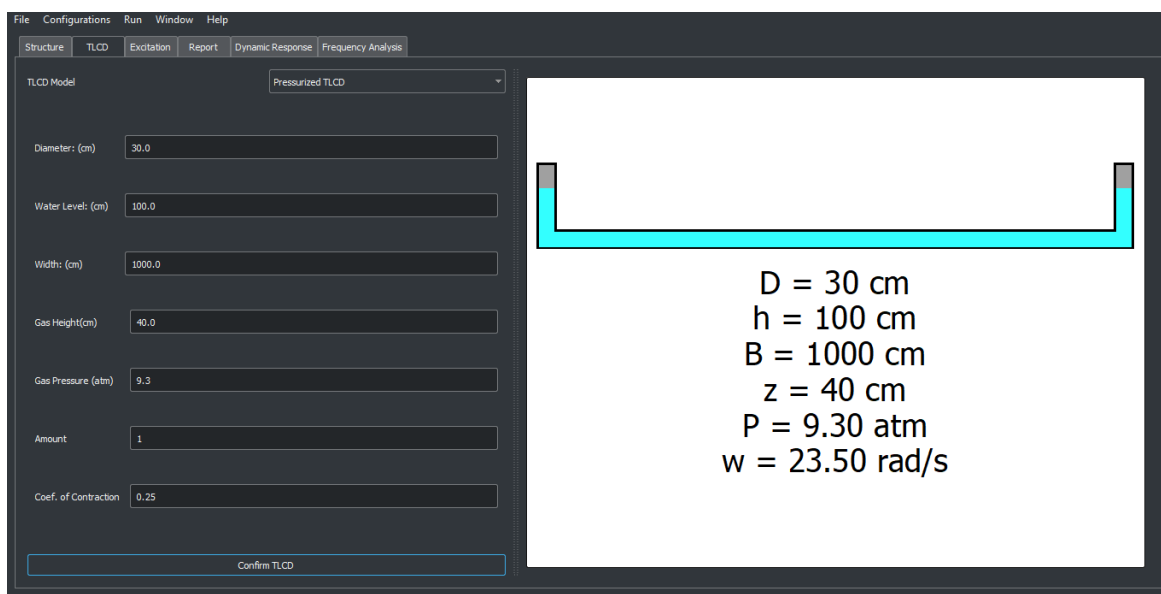 File Configurations Run Window Help
Structure TLCD Excitation Report Dynamic Response Frequency Analysis
TLCD Model Pressurized TLCD
Diameter: (cm) 30.0
Water Level: (cm) 100.0
Width: (cm) 1000.0
Gas Height(cm) 40.0
Gas Pressure (atm) 9.3
Amount 1
Coef. of Contraction 0.25
Confirm TLCD
D = 30 cm
h = 100 cm
B = 1000 cm
z = 40 cm
P = 9.30 atm
w = 23.50 rad/s